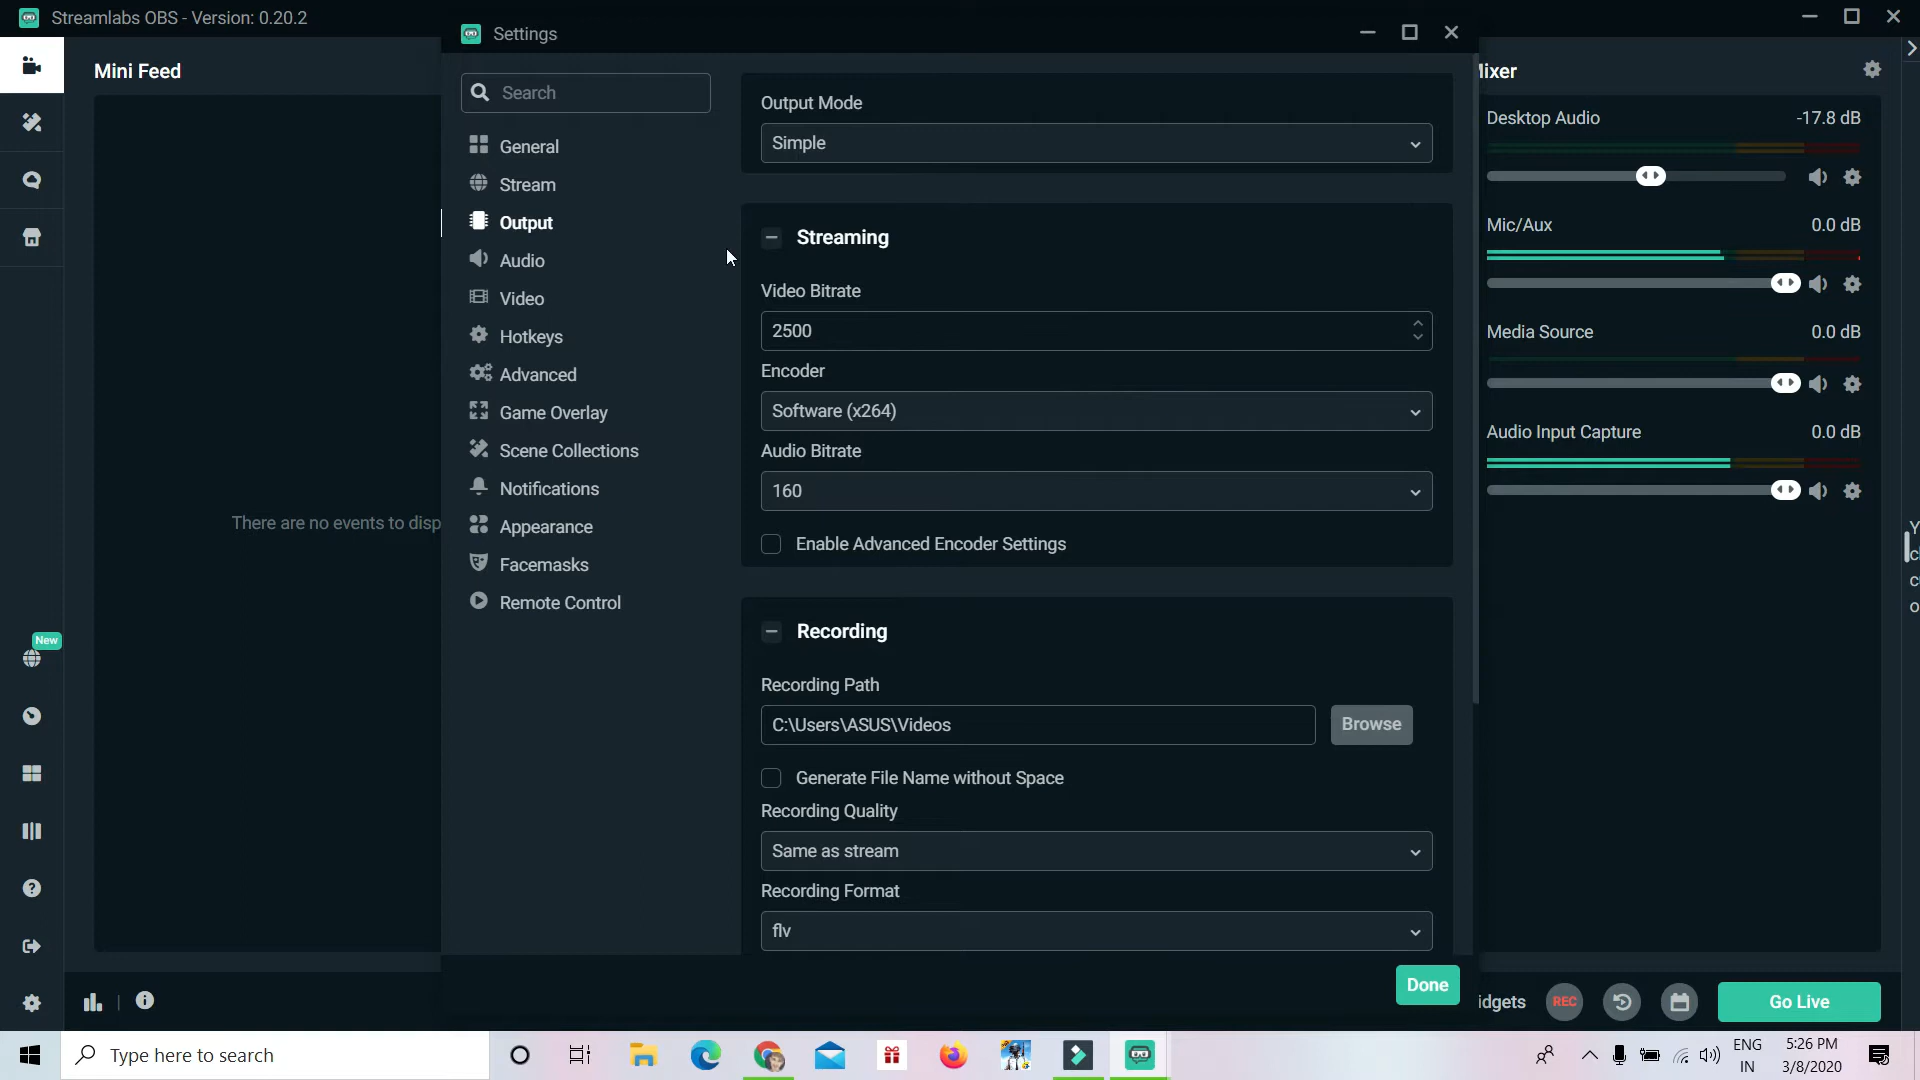 Streamlabs OBS - Version: 0.20.2
Settings
Mini Feed
There are no events to disp
New
Search
General
Stream
Output
Audio
Video
Hotkeys
Advanced
Game Overlay
Scene Collections
Notifications
Appearance
Facemasks
Remote Control
Output Mode
Simple
Streaming
Video Bitrate
2500
Encoder
Software (x264)
Audio Bitrate
160
Enable Advanced Encoder Settings
Recording
Recording Path
C:\Users\ASUS\Videos
Browse
Generate File Name without Space
Recording Quality
Same as stream
Recording Format
flv
Done
Mixer
Desktop Audio -17.8 dB
Mic/Aux 0.0 dB
Media Source 0.0 dB
Audio Input Capture 0.0 dB
idgets
REC
Go Live
Type here to search
ENG
IN
5:26 PM
3/8/2020